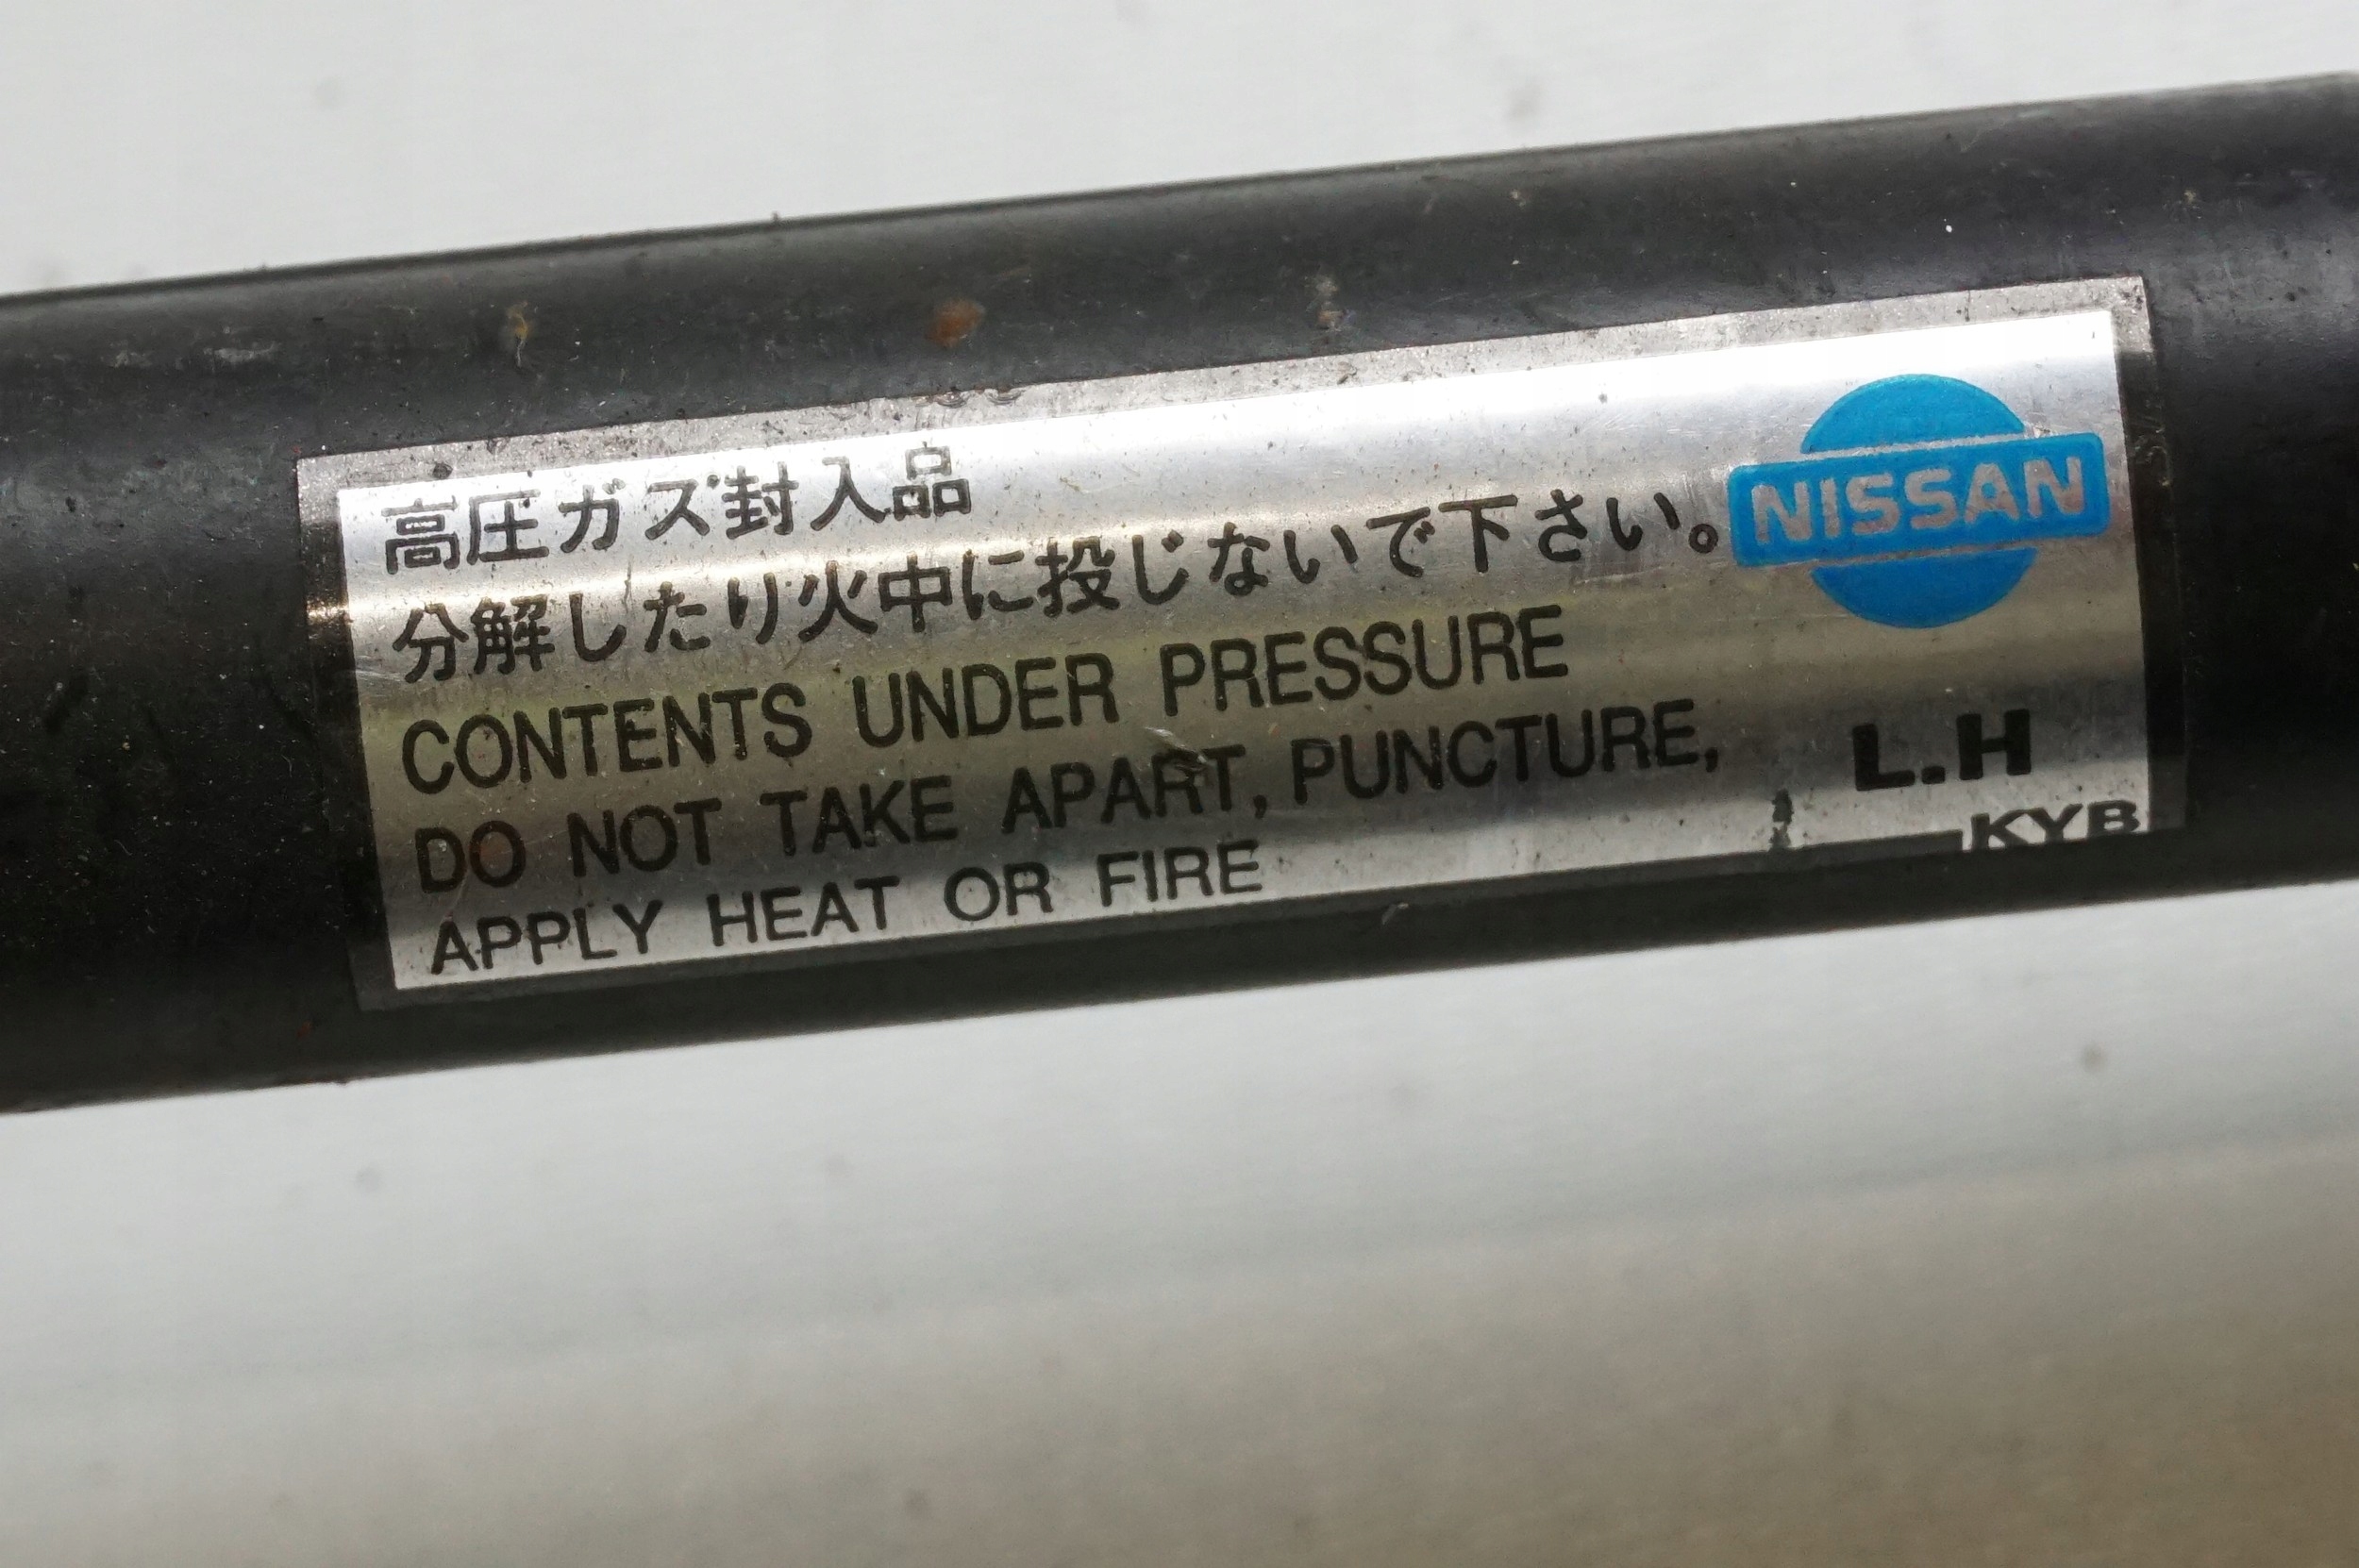 高圧ガス封入品
分解したり火中に投じないで下さい。
NISSAN
CONTENTS UNDER PRESSURE
DO NOT TAKE APART, PUNCTURE,
APPLY HEAT OR FIRE
L.H
KYB